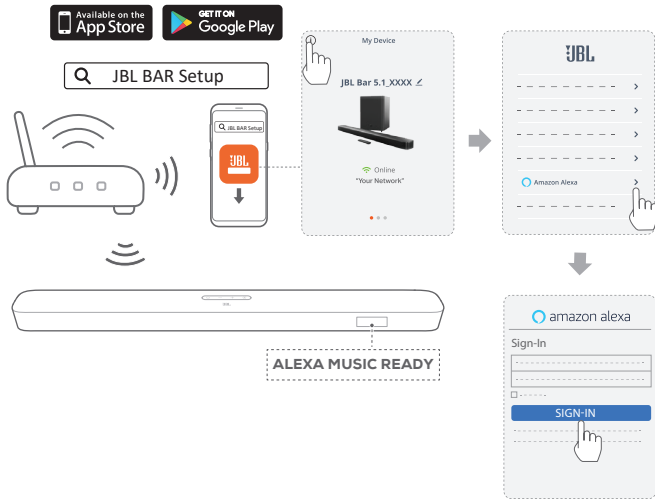 Available on the
App Store
GET IT ON
Google Play
JBL BAR Setup
JBL BAR Setup
JBL
My Device
JBL Bar 5.1_XXXX
Online
"Your Network"
JBL
Amazon Alexa
JBL
ALEXA MUSIC READY
amazon alexa
Sign-In
SIGN-IN